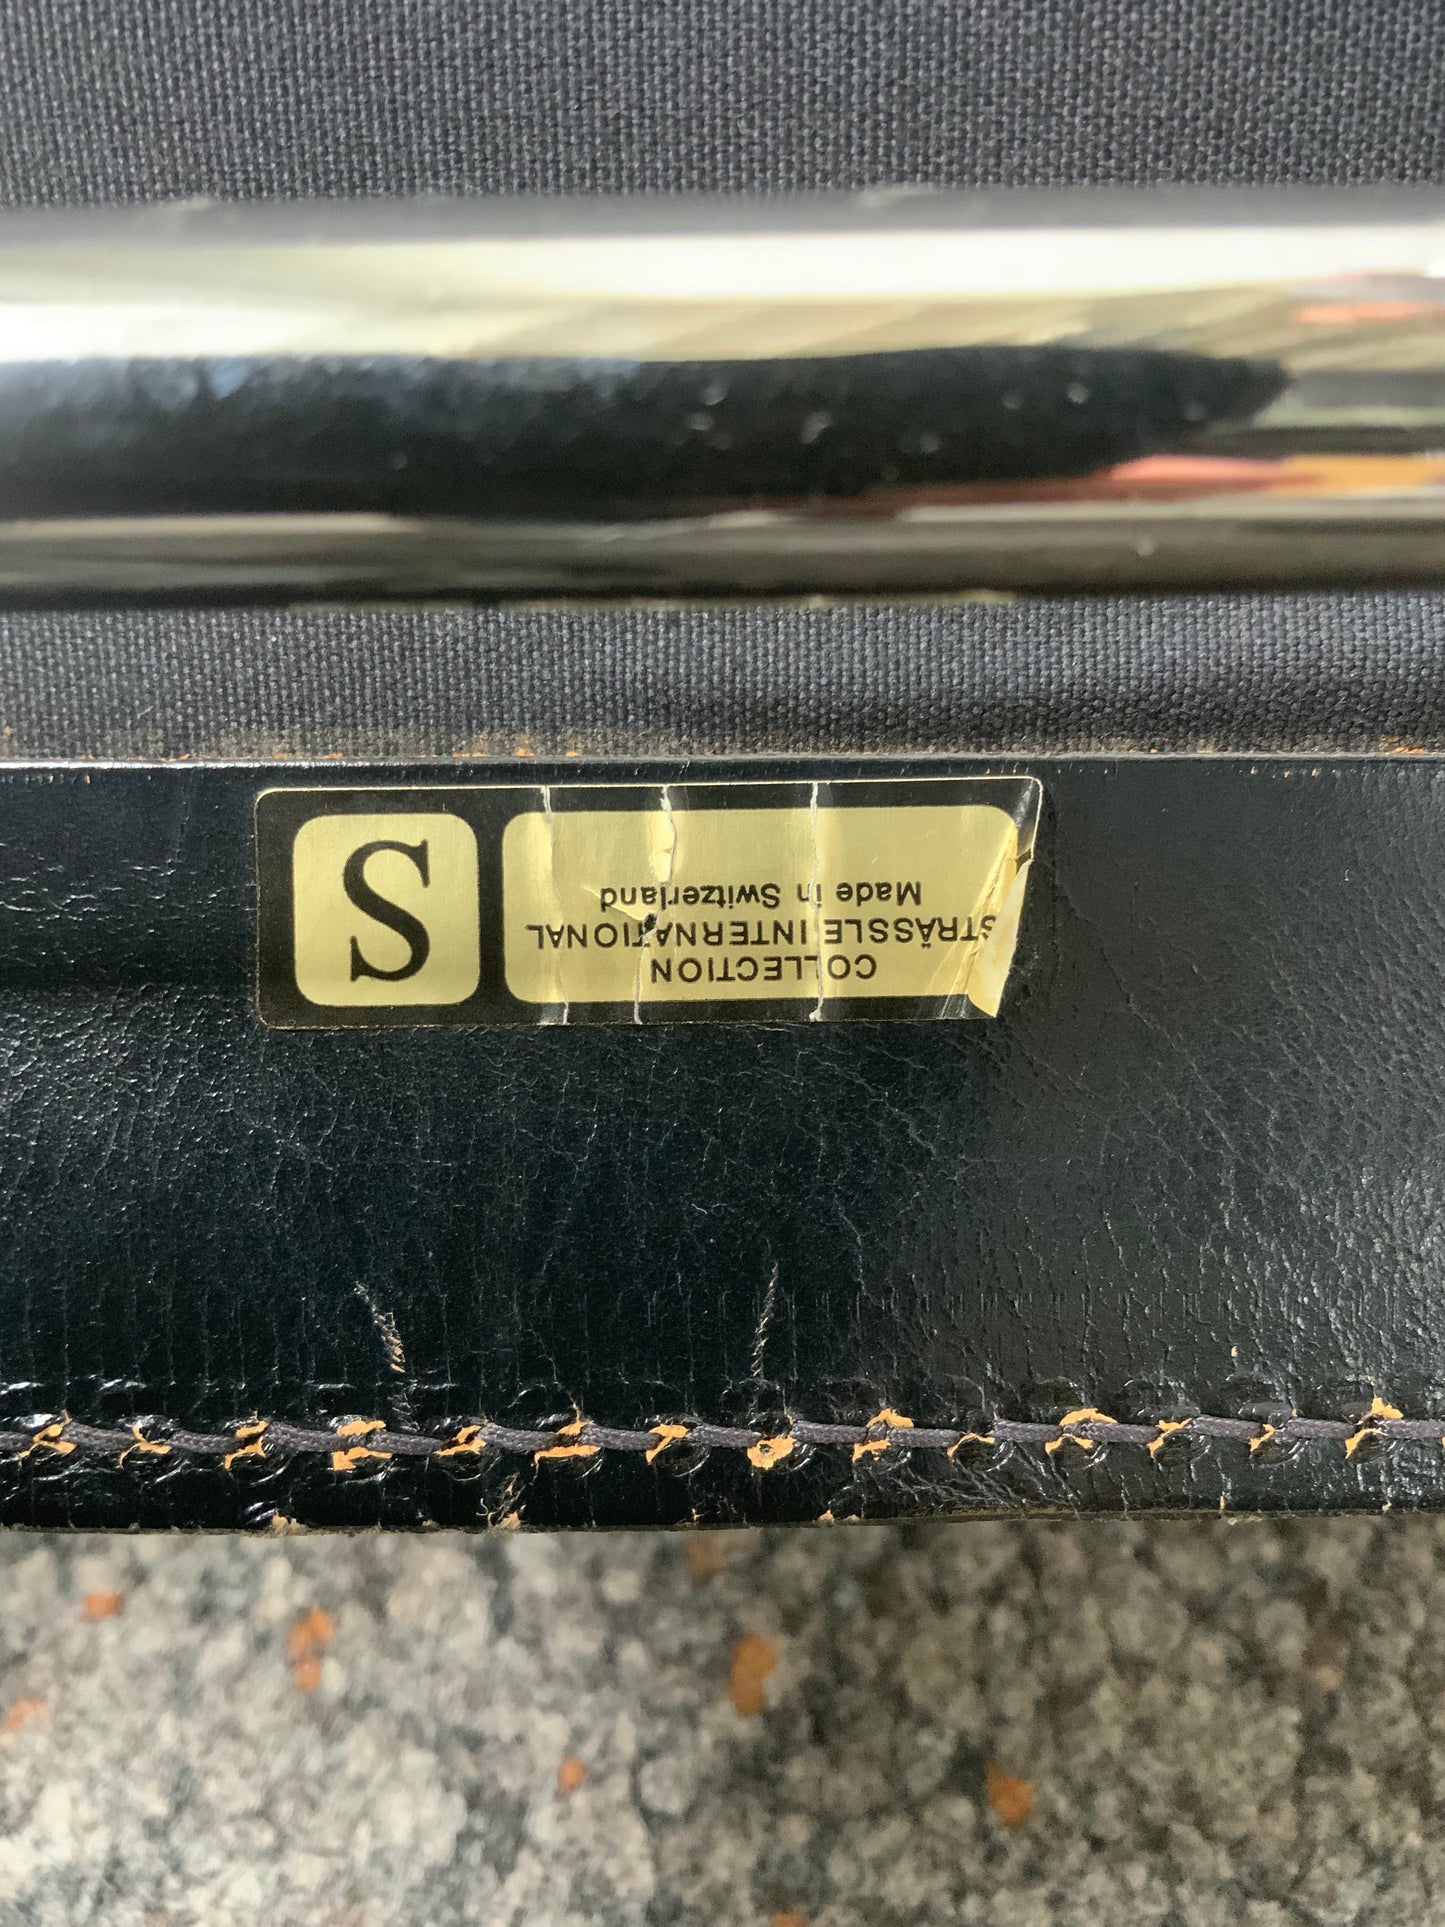 COLLECTION
STRÄSSLE INTERNATIONAL
Made in Switzerland
S